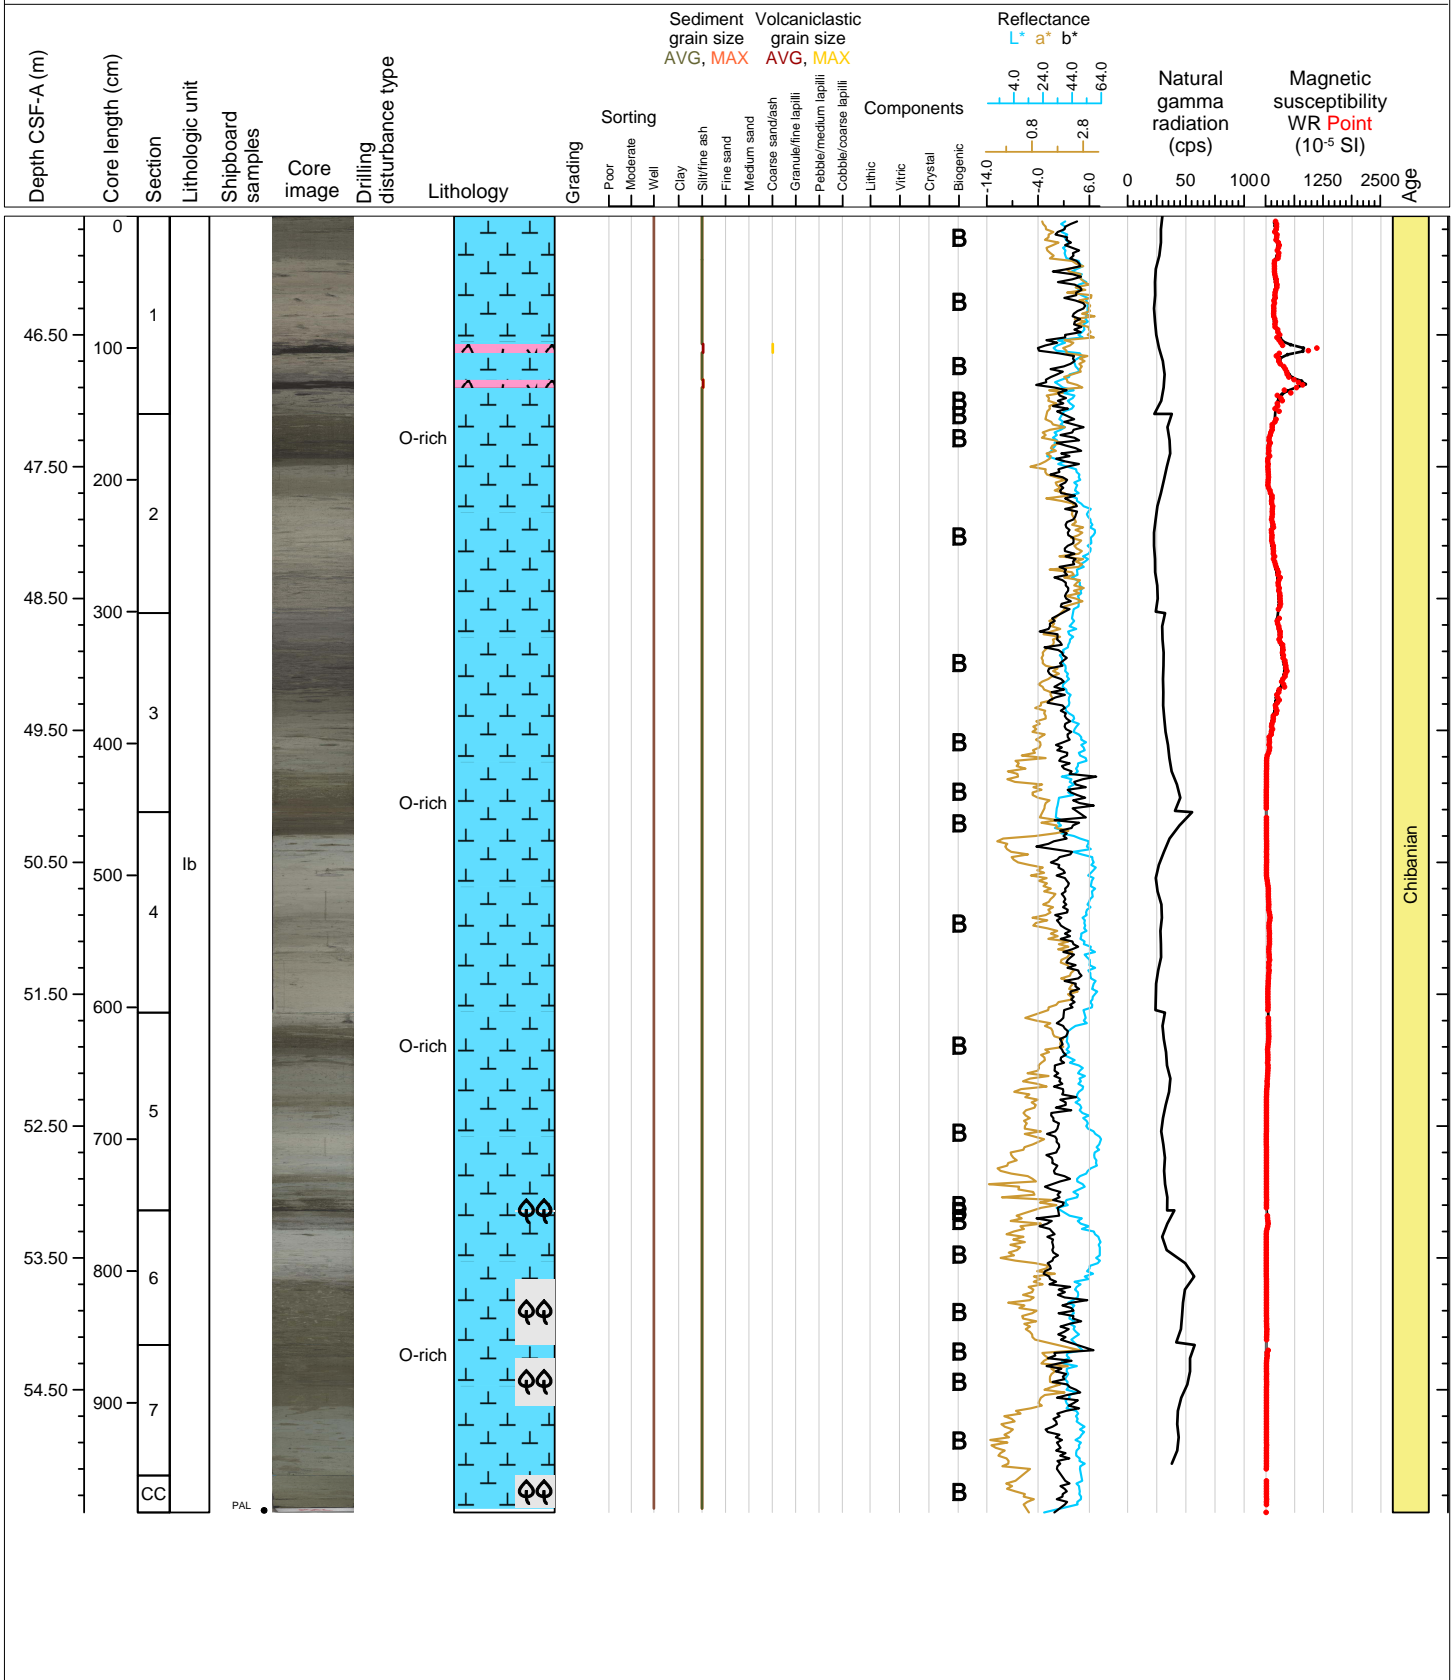 Sediment grain size
AVG, MAX
Volcaniclastic grain size
AVG, MAX
Reflectance
L* a* b*
4.0 24.0 44.0 64.0
0.8 2.8
-14.0 -4.0 6.0
Depth CSF-A (m)
Core length (cm)
Section
Lithologic unit
Shipboard samples
Core image
Drilling disturbance type
Lithology
Grading
Sorting
Poor
Moderate
Well
Clay
Silt/fine ash
Fine sand
Medium sand
Coarse sand/ash
Granule/fine lapilli
Pebble/medium lapilli
Cobble/coarse lapilli
Components
Lithic
Vitric
Crystal
Biogenic
Natural gamma radiation (cps)
0 50 100
Magnetic susceptibility
WR Point
(10⁻⁵ SI)
0 1250 2500
Age
0
B
B
1
46.50
100
B
B
B
O-rich
B
47.50
200
2
B
48.50
300
B
3
49.50
400
B
B
O-rich
B
Ib
50.50
500
4
B
Chibanian
51.50
600
O-rich
B
5
52.50
700
B
B
B
B
53.50
800
6
B
B
O-rich
B
54.50
B
900
7
B
CC
B
PAL